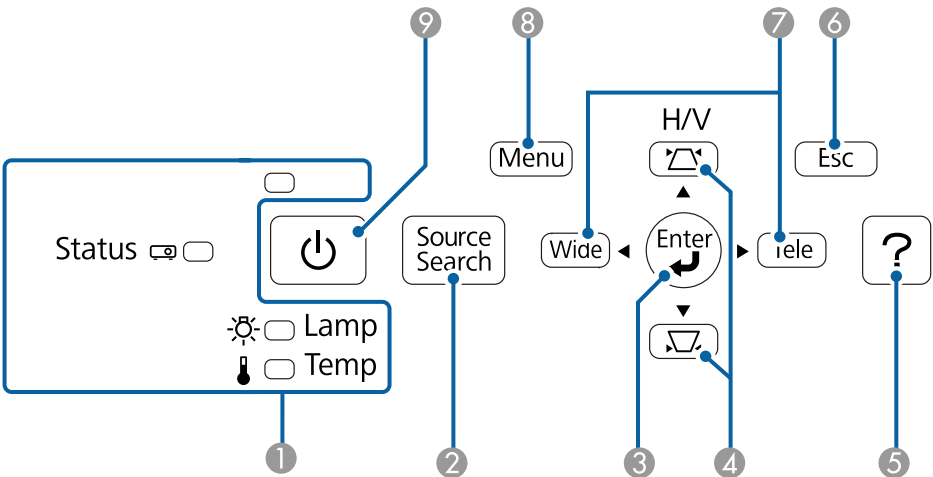 9
8
7
6
H/V
Menu
Esc
Status
Source
Search
Wide
Enter
Tele
?
Lamp
Temp
1
2
3
4
5